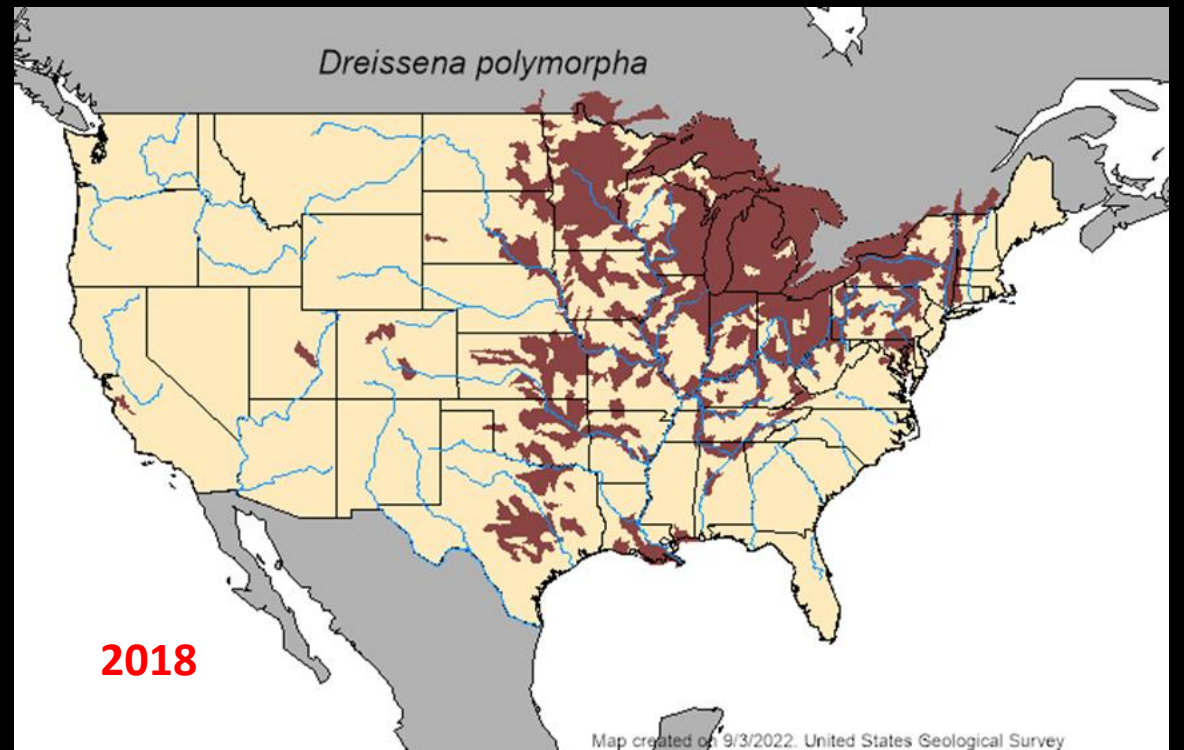 Dreissena polymorpha
2018
Map created on 9/3/2022. United States Geological Survey